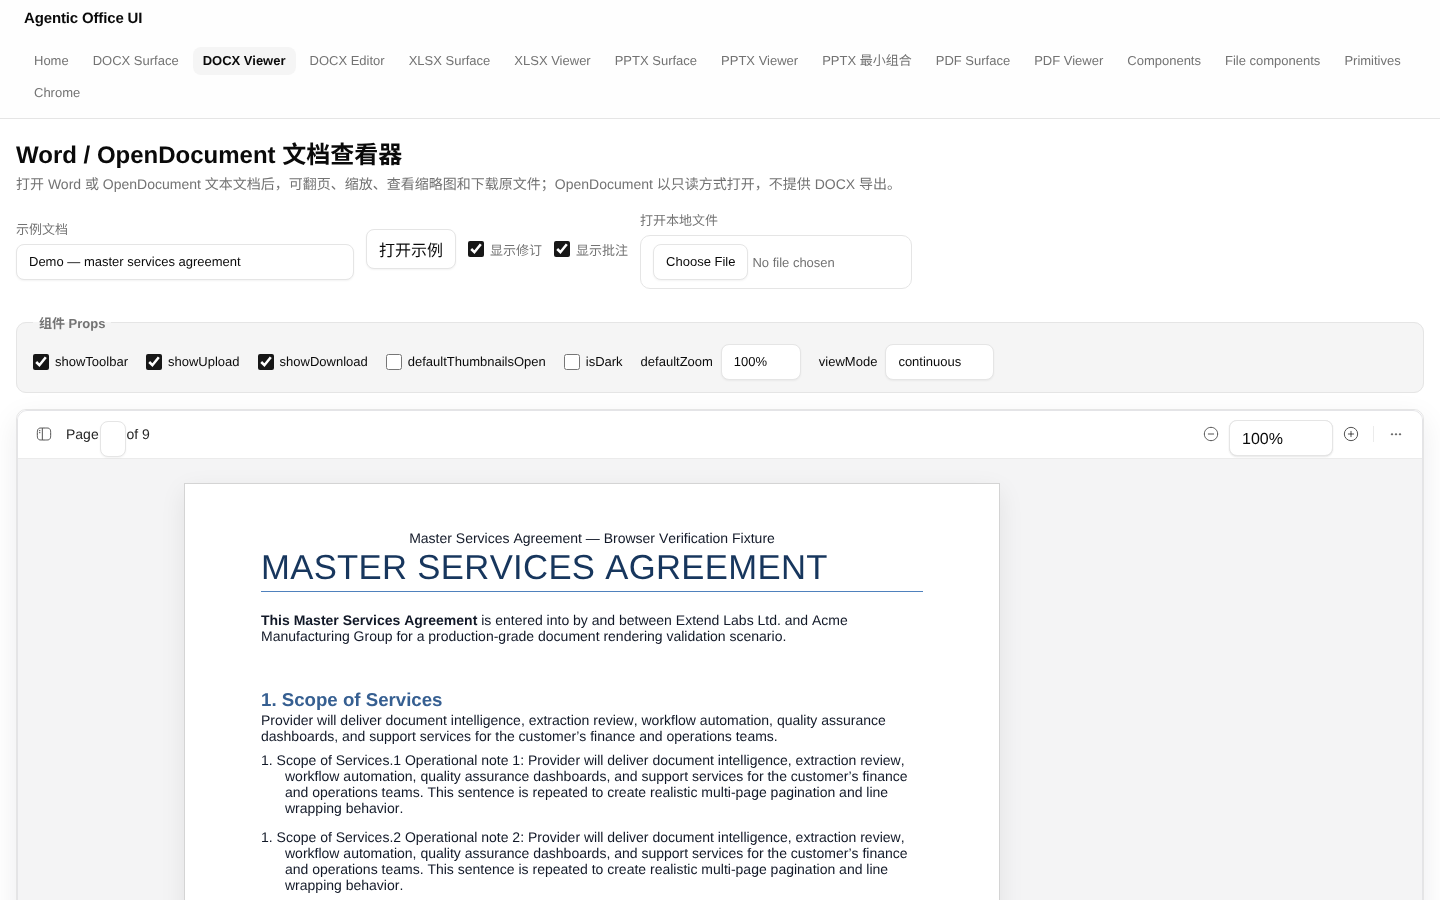 Agentic Office UI
Home DOCX Surface DOCX Viewer DOCX Editor XLSX Surface XLSX Viewer PPTX Surface PPTX Viewer PPTX 最小组合 PDF Surface PDF Viewer Components File components Primitives
Chrome
Word / OpenDocument 文档查看器
打开 Word 或 OpenDocument 文本文档后，可翻页、缩放、查看缩略图和下载原文件；OpenDocument 以只读方式打开，不提供 DOCX 导出。
示例文档
Demo — master services agreement
打开示例
显示修订
显示批注
打开本地文件
Choose File No file chosen
组件 Props
showToolbar showUpload showDownload defaultThumbnailsOpen isDark defaultZoom 100% viewMode continuous
Page of 9
100%
Master Services Agreement — Browser Verification Fixture
MASTER SERVICES AGREEMENT
This Master Services Agreement is entered into by and between Extend Labs Ltd. and Acme
Manufacturing Group for a production-grade document rendering validation scenario.
1. Scope of Services
Provider will deliver document intelligence, extraction review, workflow automation, quality assurance
dashboards, and support services for the customer’s finance and operations teams.
1. Scope of Services.1 Operational note 1: Provider will deliver document intelligence, extraction review,
workflow automation, quality assurance dashboards, and support services for the customer’s finance
and operations teams. This sentence is repeated to create realistic multi-page pagination and line
wrapping behavior.
1. Scope of Services.2 Operational note 2: Provider will deliver document intelligence, extraction review,
workflow automation, quality assurance dashboards, and support services for the customer’s finance
and operations teams. This sentence is repeated to create realistic multi-page pagination and line
wrapping behavior.